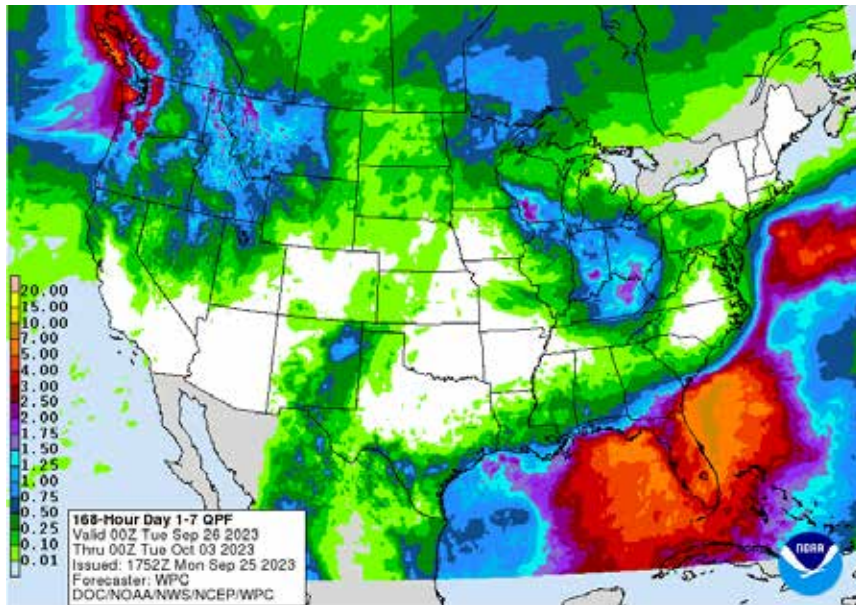 20.00
15.00
10.00
7.00
5.00
4.00
3.00
2.50
2.00
1.75
1.50
1.25
1.00
0.75
0.50
0.25
0.10
0.01
168-Hour Day 1-7 QPF
Valid 00Z Tue Sep 26 2023
Thru 00Z Tue Oct 03 2023
Issued: 1752Z Mon Sep 25 2023
Forecaster: WPC
DOC/NOAA/NWS/NCEP/WPC
NOAA